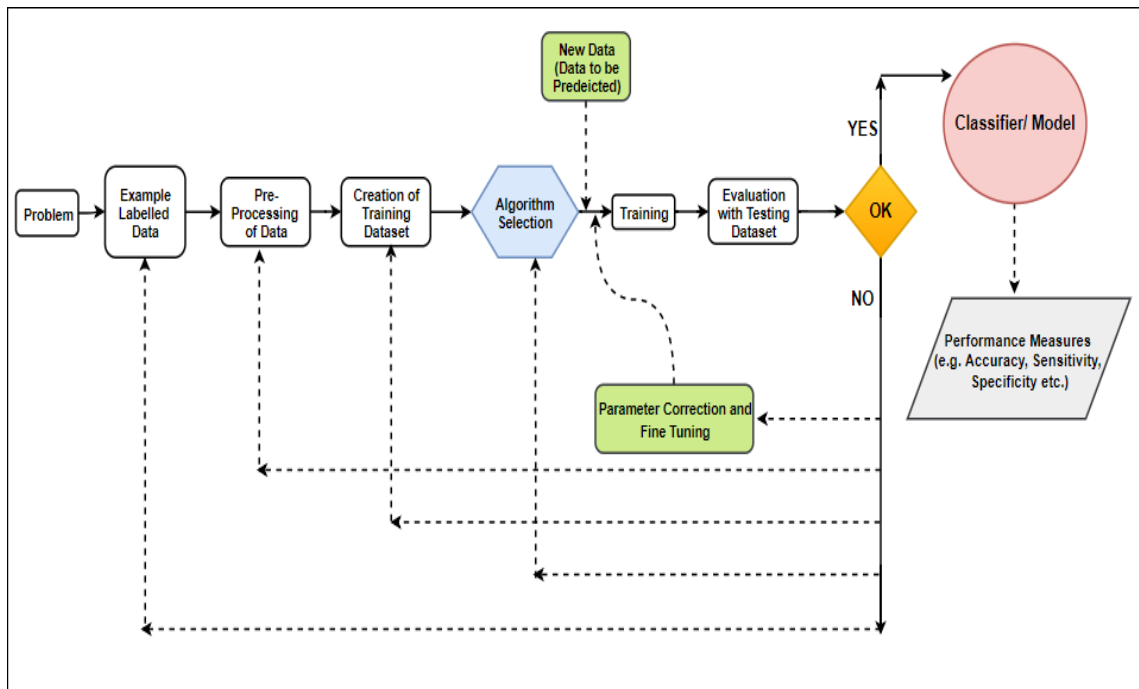 New Data
(Data to be
Predeicted)
YES
Classifier/ Model
Problem
Example
Labelled
Data
Pre-
Processing
of Data
Creation of
Training
Dataset
Algorithm
Selection
Training
Evaluation
with Testing
Dataset
OK
NO
Performance Measures
(e.g. Accuracy, Sensitivity,
Specificity etc.)
Parameter Correction and
Fine Tuning